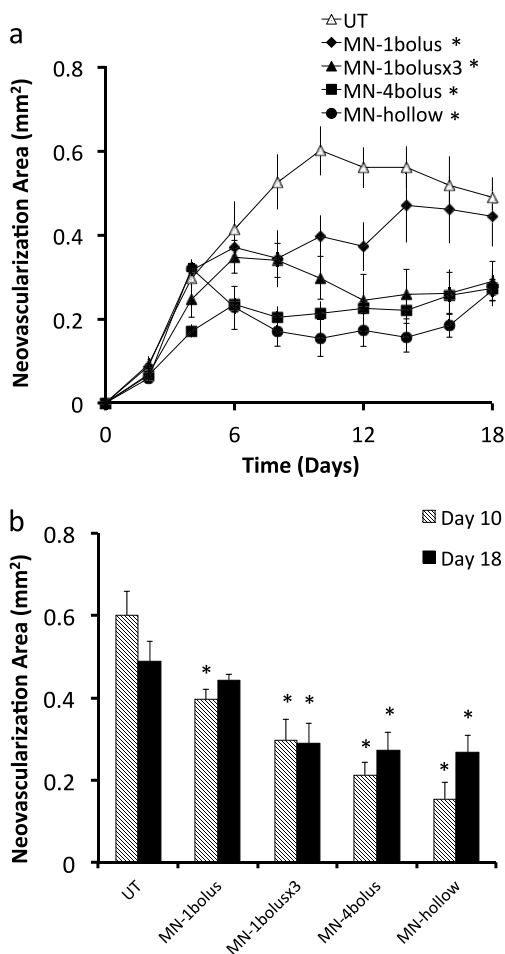 a
UT
MN-1bolus *
MN-1bolusx3 *
MN-4bolus *
MN-hollow *
Neovascularization Area (mm²)
0.8
0.6
0.4
0.2
0
0 6 12 18
Time (Days)
b
Day 10
Day 18
Neovascularization Area (mm²)
0.8
0.6
0.4
0.2
0
*
* *
* *
* *
UT MN-1bolus MN-1bolusx3 MN-4bolus MN-hollow